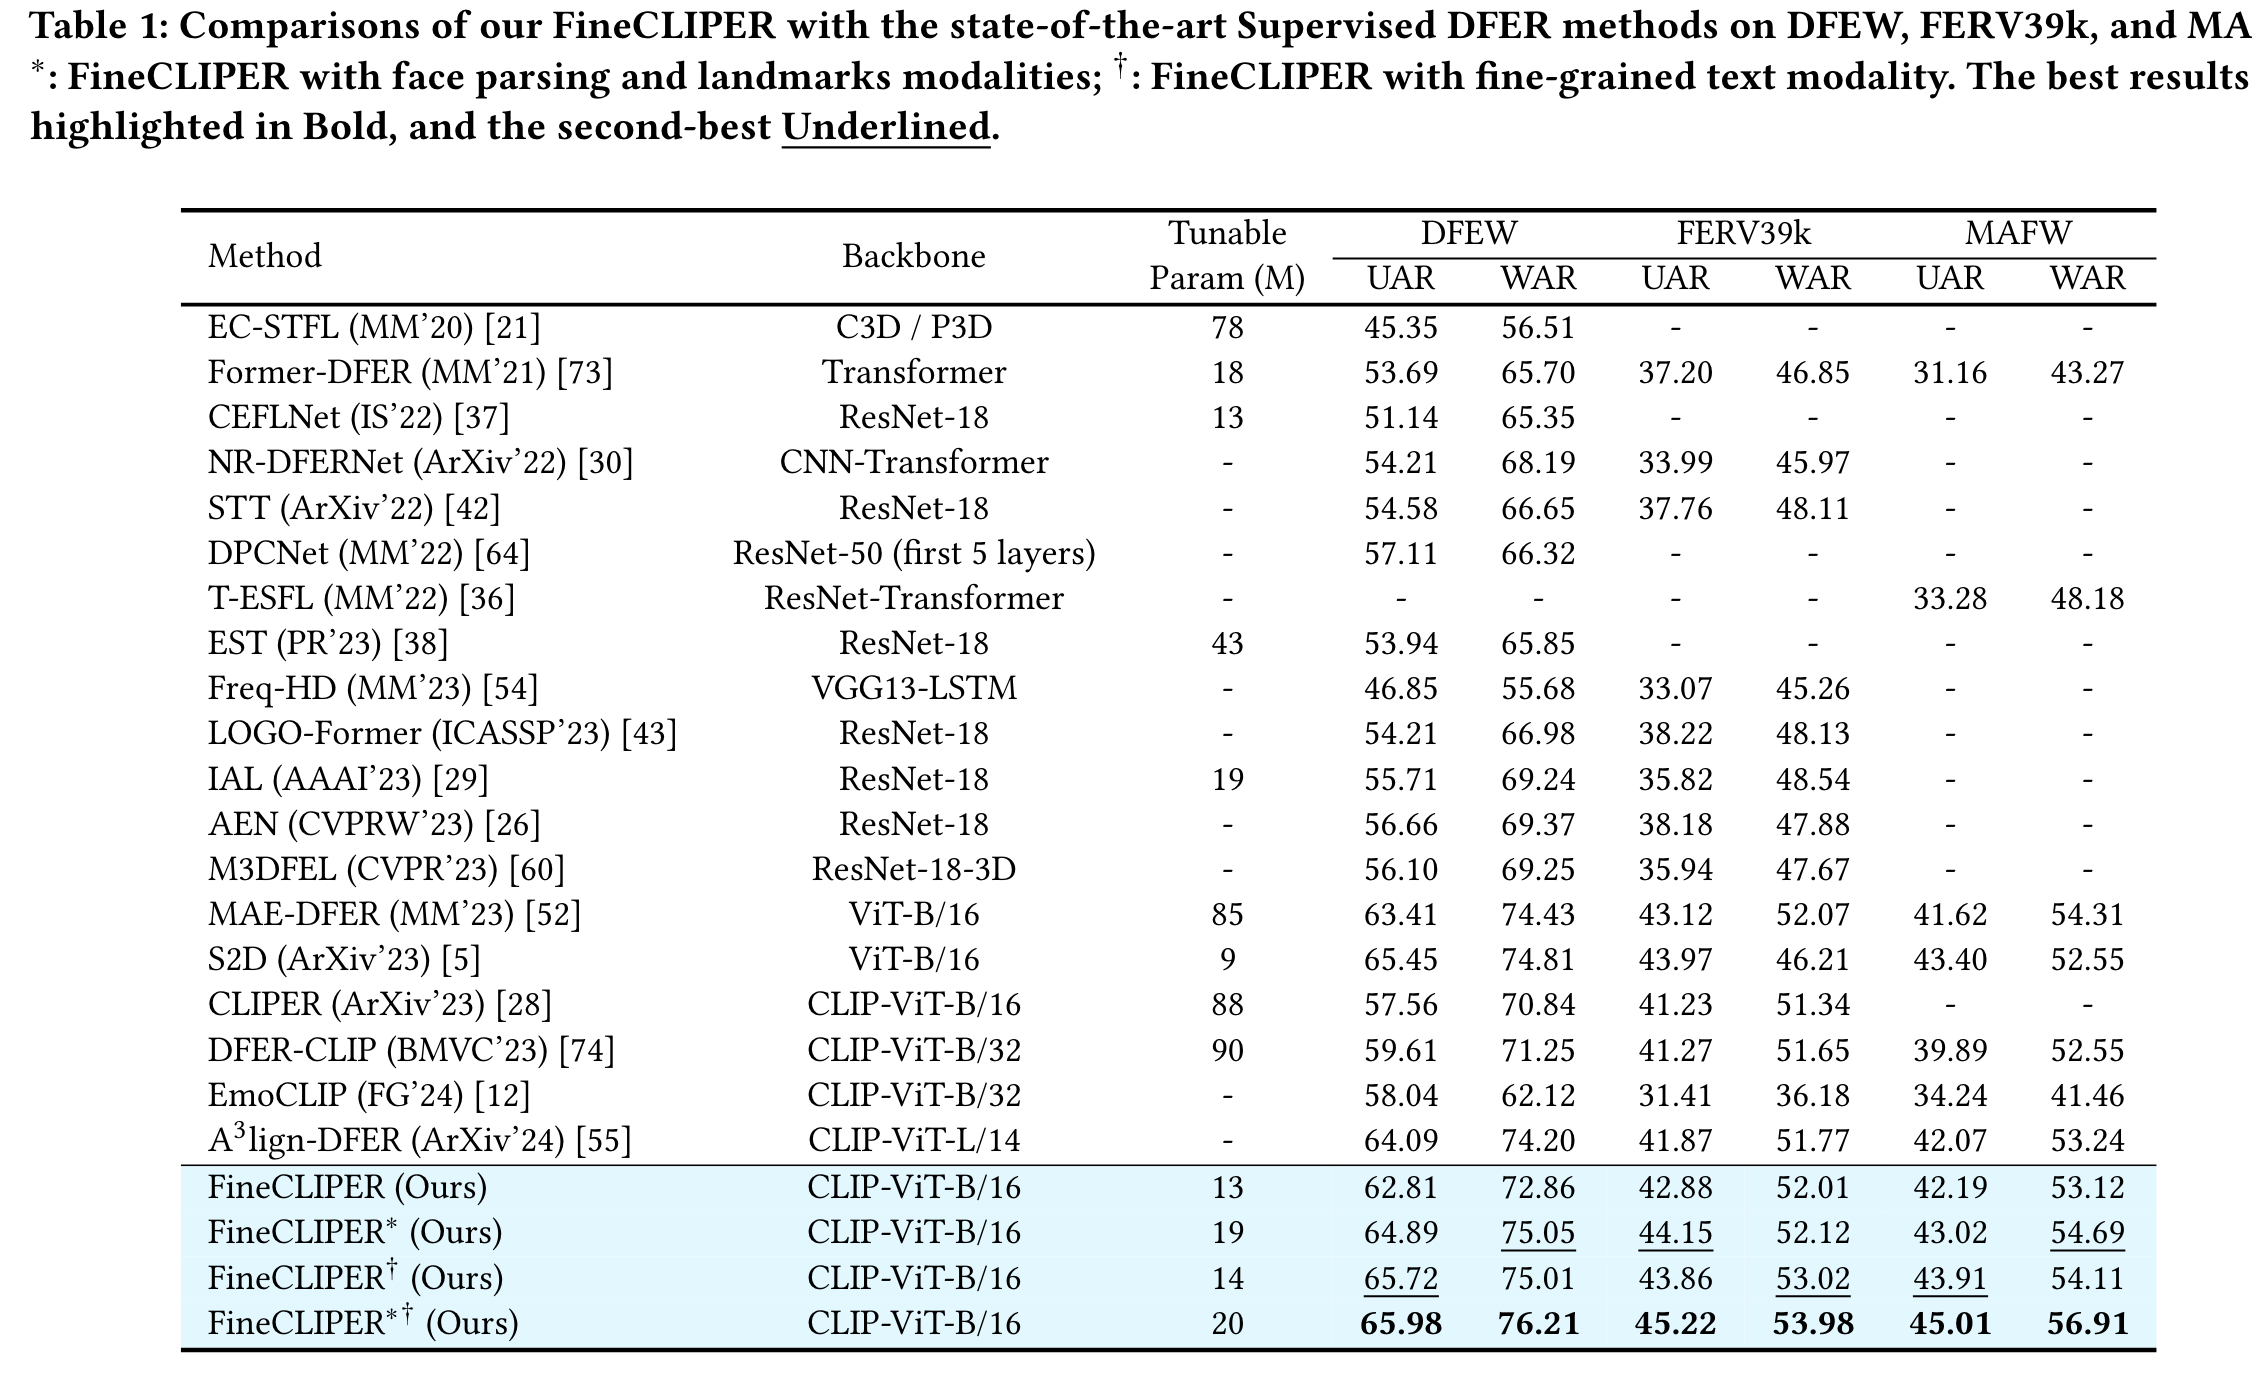 Table 1: Comparisons of our FineCLIPER with the state-of-the-art Supervised DFER methods on DFEW, FERV39k, and MA
*: FineCLIPER with face parsing and landmarks modalities; †: FineCLIPER with fine-grained text modality. The best results
highlighted in Bold, and the second-best Underlined.
Method Backbone Tunable Param (M) DFEW FERV39k MAFW
UAR WAR UAR WAR UAR WAR
EC-STFL (MM'20) [21] C3D / P3D 78 45.35 56.51 - - - -
Former-DFER (MM'21) [73] Transformer 18 53.69 65.70 37.20 46.85 31.16 43.27
CEFLNet (IS'22) [37] ResNet-18 13 51.14 65.35 - - - -
NR-DFERNet (ArXiv'22) [30] CNN-Transformer - 54.21 68.19 33.99 45.97 - -
STT (ArXiv'22) [42] ResNet-18 - 54.58 66.65 37.76 48.11 - -
DPCNet (MM'22) [64] ResNet-50 (first 5 layers) - 57.11 66.32 - - - -
T-ESFL (MM'22) [36] ResNet-Transformer - - - - - 33.28 48.18
EST (PR'23) [38] ResNet-18 43 53.94 65.85 - - - -
Freq-HD (MM'23) [54] VGG13-LSTM - 46.85 55.68 33.07 45.26 - -
LOGO-Former (ICASSP'23) [43] ResNet-18 - 54.21 66.98 38.22 48.13 - -
IAL (AAAI'23) [29] ResNet-18 19 55.71 69.24 35.82 48.54 - -
AEN (CVPRW'23) [26] ResNet-18 - 56.66 69.37 38.18 47.88 - -
M3DFEL (CVPR'23) [60] ResNet-18-3D - 56.10 69.25 35.94 47.67 - -
MAE-DFER (MM'23) [52] ViT-B/16 85 63.41 74.43 43.12 52.07 41.62 54.31
S2D (ArXiv'23) [5] ViT-B/16 9 65.45 74.81 43.97 46.21 43.40 52.55
CLIPER (ArXiv'23) [28] CLIP-ViT-B/16 88 57.56 70.84 41.23 51.34 - -
DFER-CLIP (BMVC'23) [74] CLIP-ViT-B/32 90 59.61 71.25 41.27 51.65 39.89 52.55
EmoCLIP (FG'24) [12] CLIP-ViT-B/32 - 58.04 62.12 31.41 36.18 34.24 41.46
A³lign-DFER (ArXiv'24) [55] CLIP-ViT-L/14 - 64.09 74.20 41.87 51.77 42.07 53.24
FineCLIPER (Ours) CLIP-ViT-B/16 13 62.81 72.86 42.88 52.01 42.19 53.12
FineCLIPER* (Ours) CLIP-ViT-B/16 19 64.89 75.05 44.15 52.12 43.02 54.69
FineCLIPER† (Ours) CLIP-ViT-B/16 14 65.72 75.01 43.86 53.02 43.91 54.11
FineCLIPER*† (Ours) CLIP-ViT-B/16 20 65.98 76.21 45.22 53.98 45.01 56.91